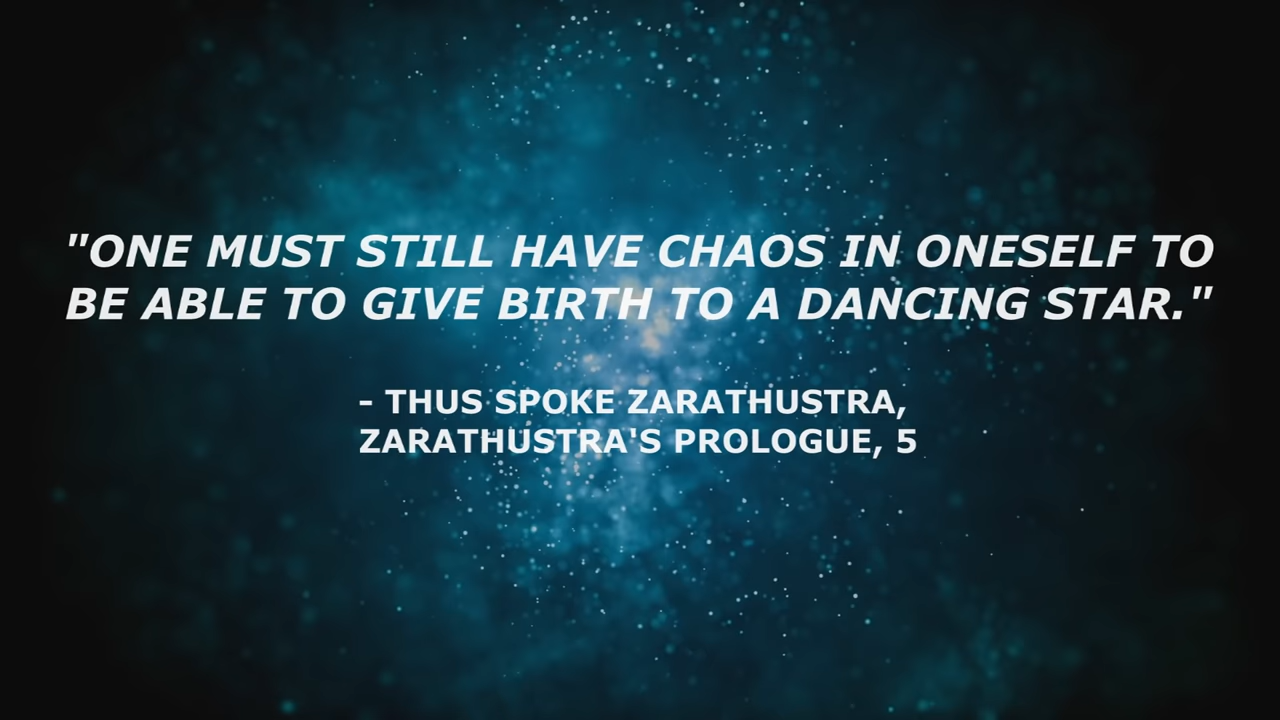 "ONE MUST STILL HAVE CHAOS IN ONESELF TO
BE ABLE TO GIVE BIRTH TO A DANCING STAR."
- THUS SPOKE ZARATHUSTRA,
ZARATHUSTRA'S PROLOGUE, 5